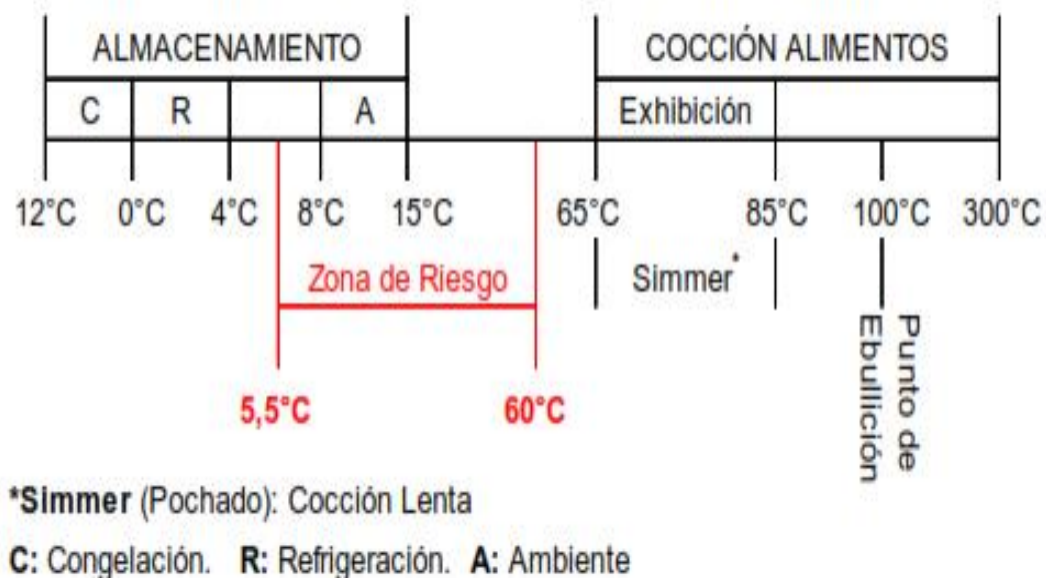 ALMACENAMIENTO COCCIÓN ALIMENTOS
C R A Exhibición
12°C 0°C 4°C 8°C 15°C 65°C 85°C 100°C 300°C
Zona de Riesgo Simmer*
Punto de
Ebullición
5,5°C 60°C
*Simmer (Pochado): Cocción Lenta
C: Congelación. R: Refrigeración. A: Ambiente